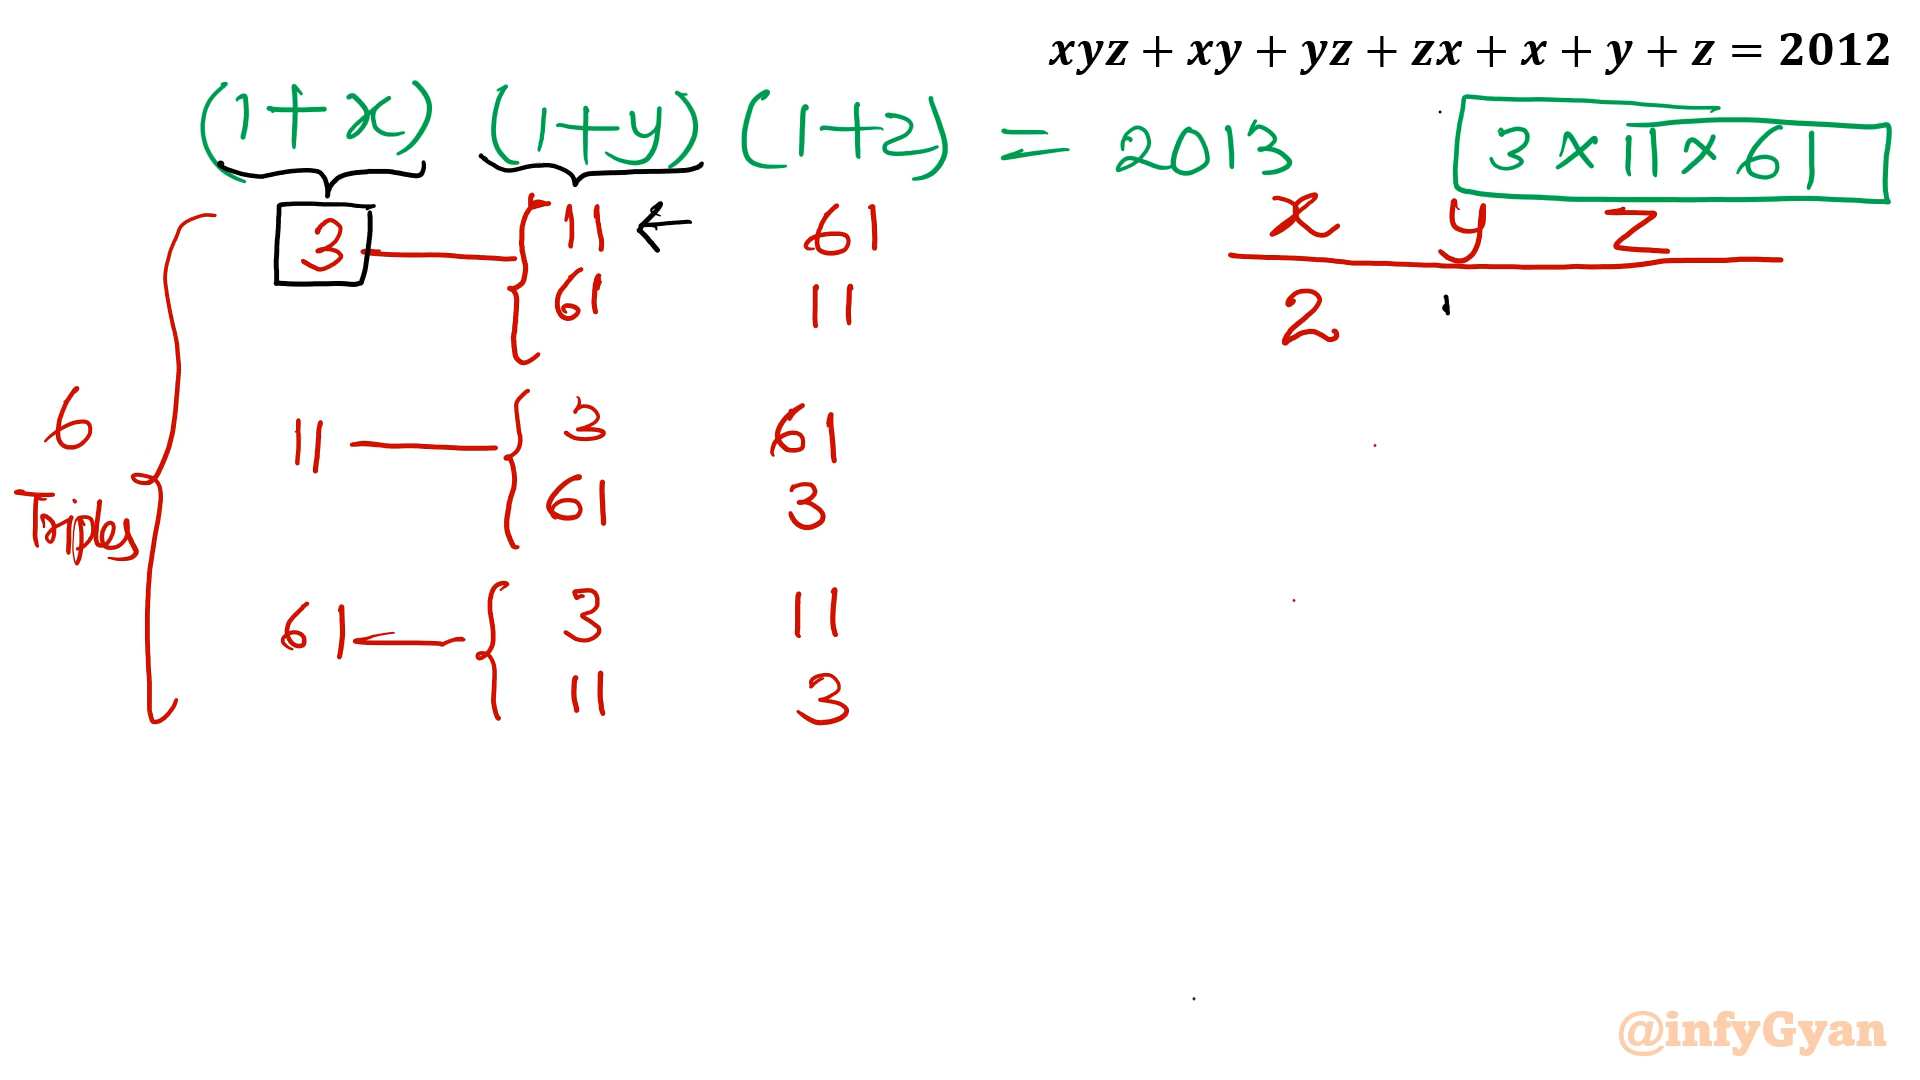 xyz + xy + yz + zx + x + y + z = 2012
(1+x) (1+y) (1+z) = 2013 3 × 11 × 61
x y z
3 11 ← 61
61 11
2
6 Triples
11 3 61
61 3
61 3 11
11 3
@infyGyan